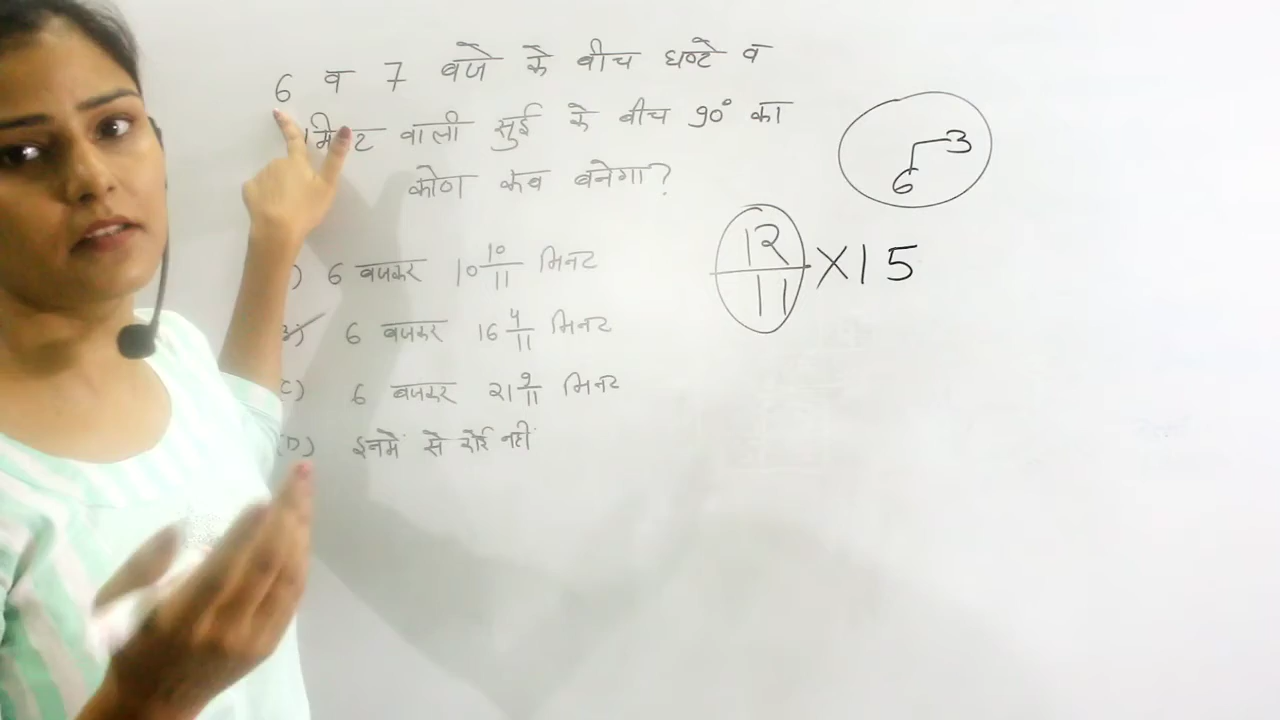 6 व 7 बजे के बीच घण्टे व
मिनट वाली सुई के बीच 90° का
कोण कब बनेगा?
) 6 बजकर 10 10/11 मिनट
B) 6 बजकर 16 4/11 मिनट
C) 6 बजकर 21 9/11 मिनट
(D) इनमें से कोई नहीं
3
6
12/11 × 15